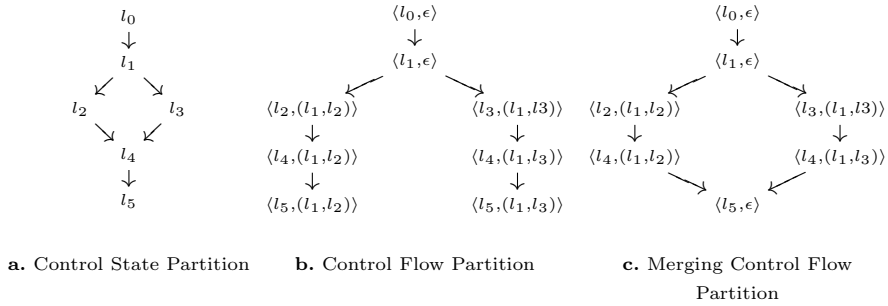 l0
l1
l2 l3
l4
l5
a. Control State Partition
⟨l0,ϵ⟩
⟨l1,ϵ⟩
⟨l2,(l1,l2)⟩ ⟨l3,(l1,l3)⟩
⟨l4,(l1,l2)⟩ ⟨l4,(l1,l3)⟩
⟨l5,(l1,l2)⟩ ⟨l5,(l1,l3)⟩
b. Control Flow Partition
⟨l0,ϵ⟩
⟨l1,ϵ⟩
⟨l2,(l1,l2)⟩ ⟨l3,(l1,l3)⟩
⟨l4,(l1,l2)⟩ ⟨l4,(l1,l3)⟩
⟨l5,ϵ⟩
c. Merging Control Flow
Partition